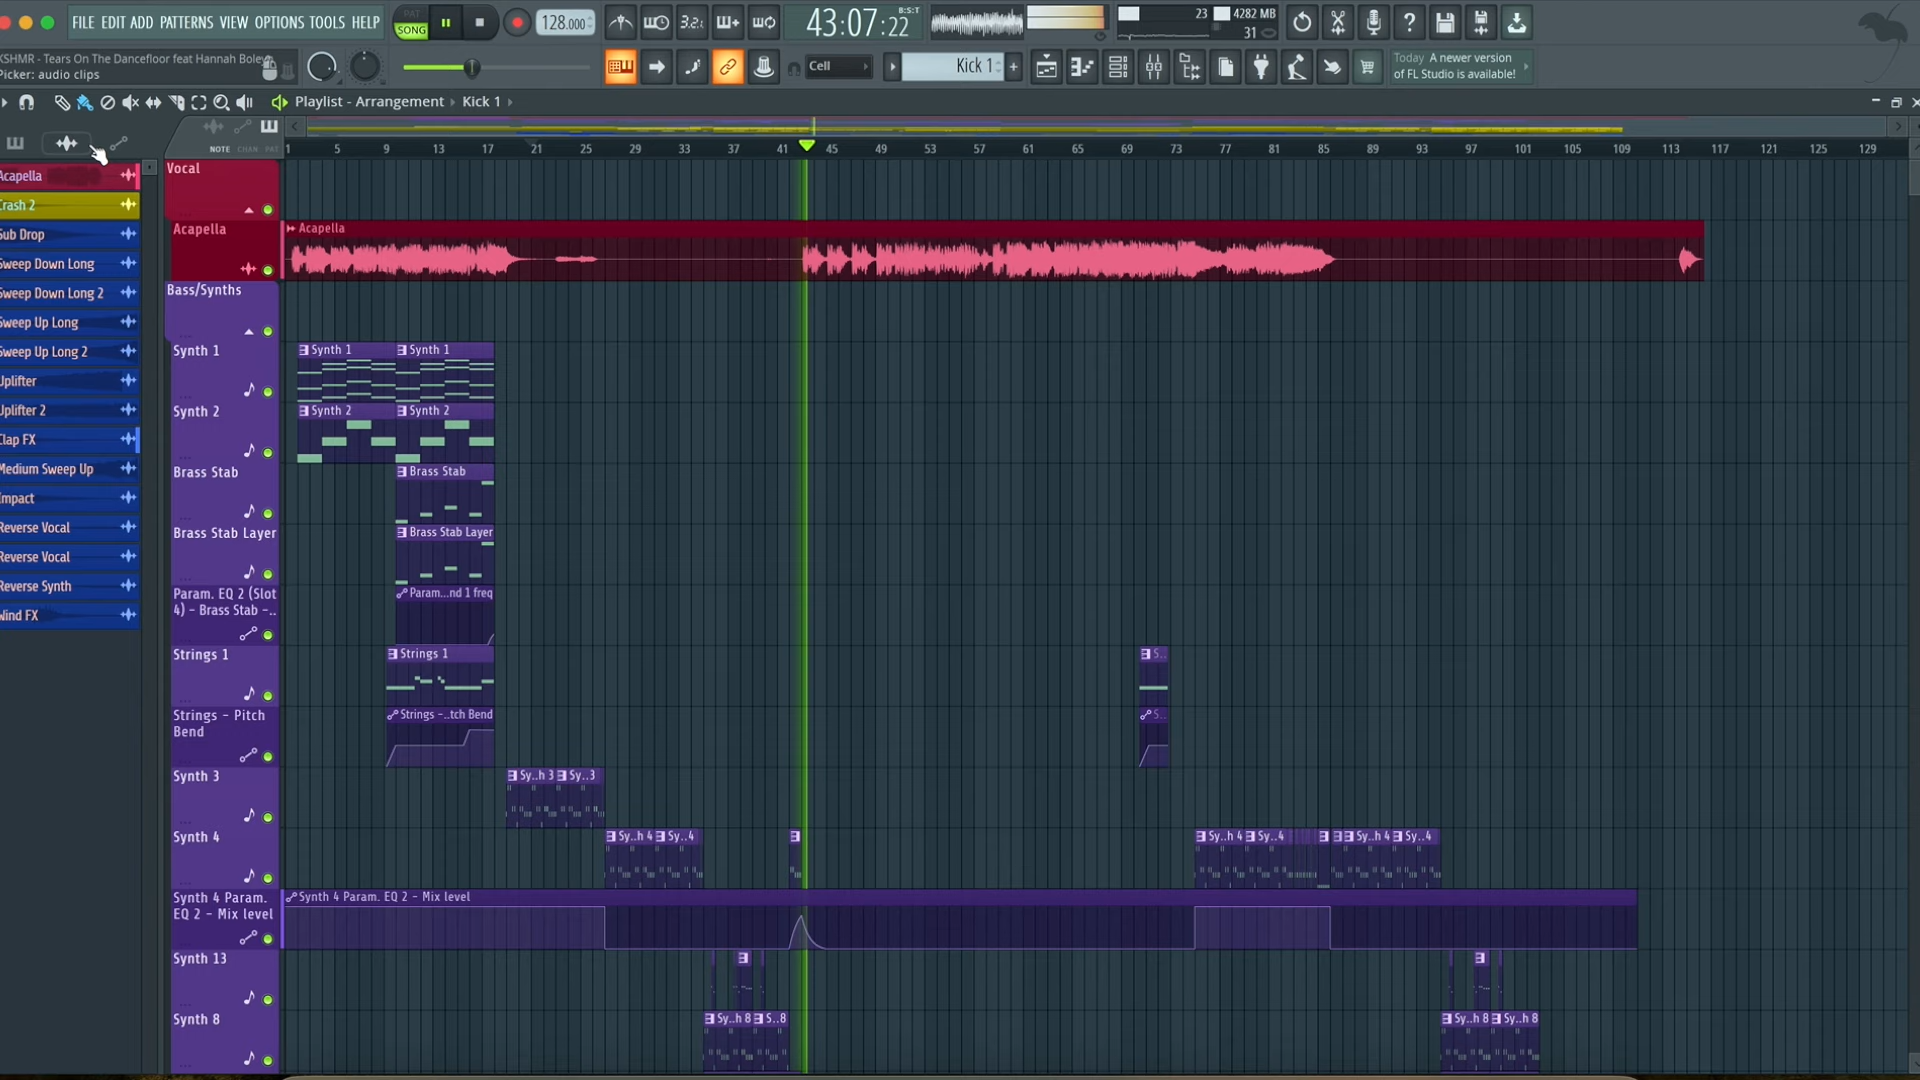 FILE EDIT ADD PATTERNS VIEW OPTIONS TOOLS HELP
PAT
SONG
128.000
3.2.
43:07:22
B:S:T
23
4282 MB
31
KSHMR - Tears On The Dancefloor feat Hannah Boley
Picker: audio clips
Cell
Kick 1
Today A newer version
of FL Studio is available!
Playlist - Arrangement › Kick 1 ›
NOTE CHAN PAT
1 5 9 13 17 21 25 29 33 37 41 45 49 53 57 61 65 69 73 77 81 85 89 93 97 101 105 109 113 117 121 125 129
Acapella
Crash 2
Sub Drop
Sweep Down Long
Sweep Down Long 2
Sweep Up Long
Sweep Up Long 2
Uplifter
Uplifter 2
Clap FX
Medium Sweep Up
Impact
Reverse Vocal
Reverse Vocal
Reverse Synth
Wind FX
Vocal
Acapella
Acapella
Bass/Synths
Synth 1
Synth 1
Synth 1
Synth 2
Synth 2
Synth 2
Brass Stab
Brass Stab
Brass Stab Layer
Brass Stab Layer
Param. EQ 2 (Slot
4) - Brass Stab -..
Param...nd 1 freq
Strings 1
Strings 1
S..
Strings - Pitch
Bend
Strings -..tch Bend
S..
Synth 3
Sy..h 3
Sy..3
Synth 4
Sy..h 4
Sy..4
Sy..h 4
Sy..4
Sy..h 4
Sy..4
Synth 4 Param.
EQ 2 - Mix level
Synth 4 Param. EQ 2 - Mix level
Synth 13
Synth 8
Sy..h 8
S..8
Sy..h 8
Sy..h 8